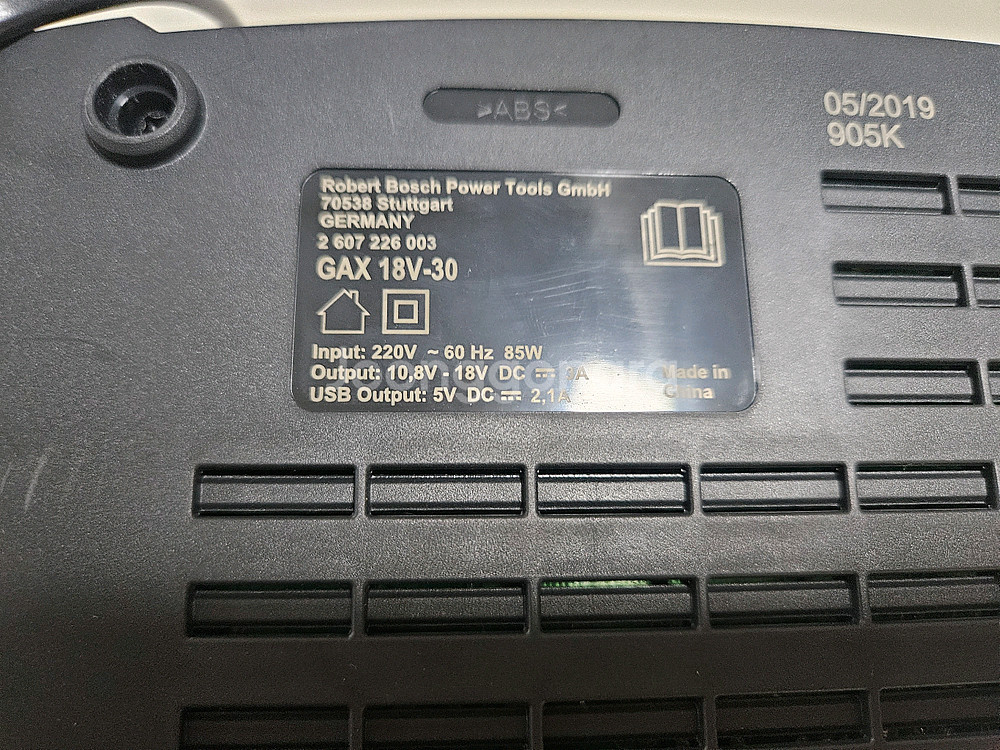 >ABS<
05/2019
905K
Robert Bosch Power Tools GmbH
70538 Stuttgart
GERMANY
2 607 226 003
GAX 18V-30
Input: 220V ~ 60 Hz 85W
Output: 10,8V - 18V DC ⎓ 3A
USB Output: 5V DC ⎓ 2,1A
Made in
China